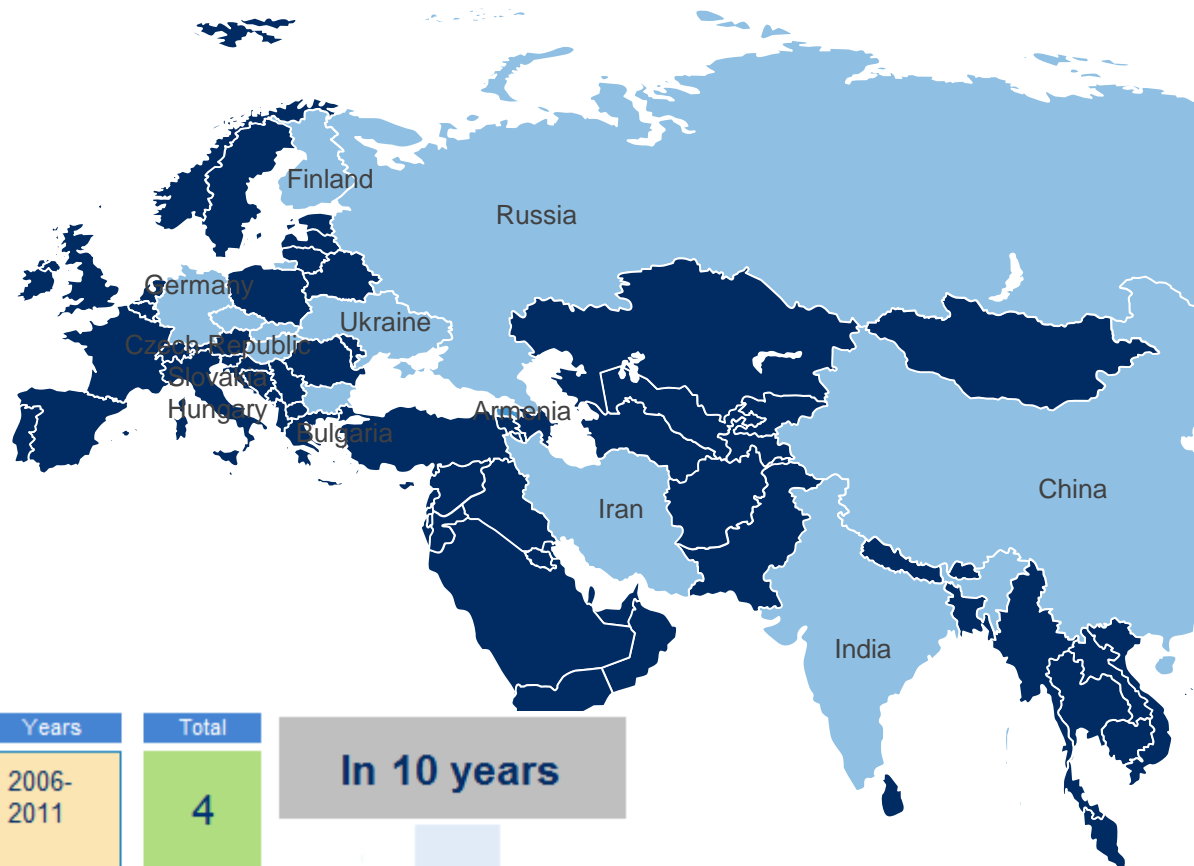 Finland
Russia
Germany
Ukraine
Czech Republic
Slovakia
Hungary
Armenia
Bulgaria
Iran
China
India
Years
Total
In 10 years
2006-
2011
4